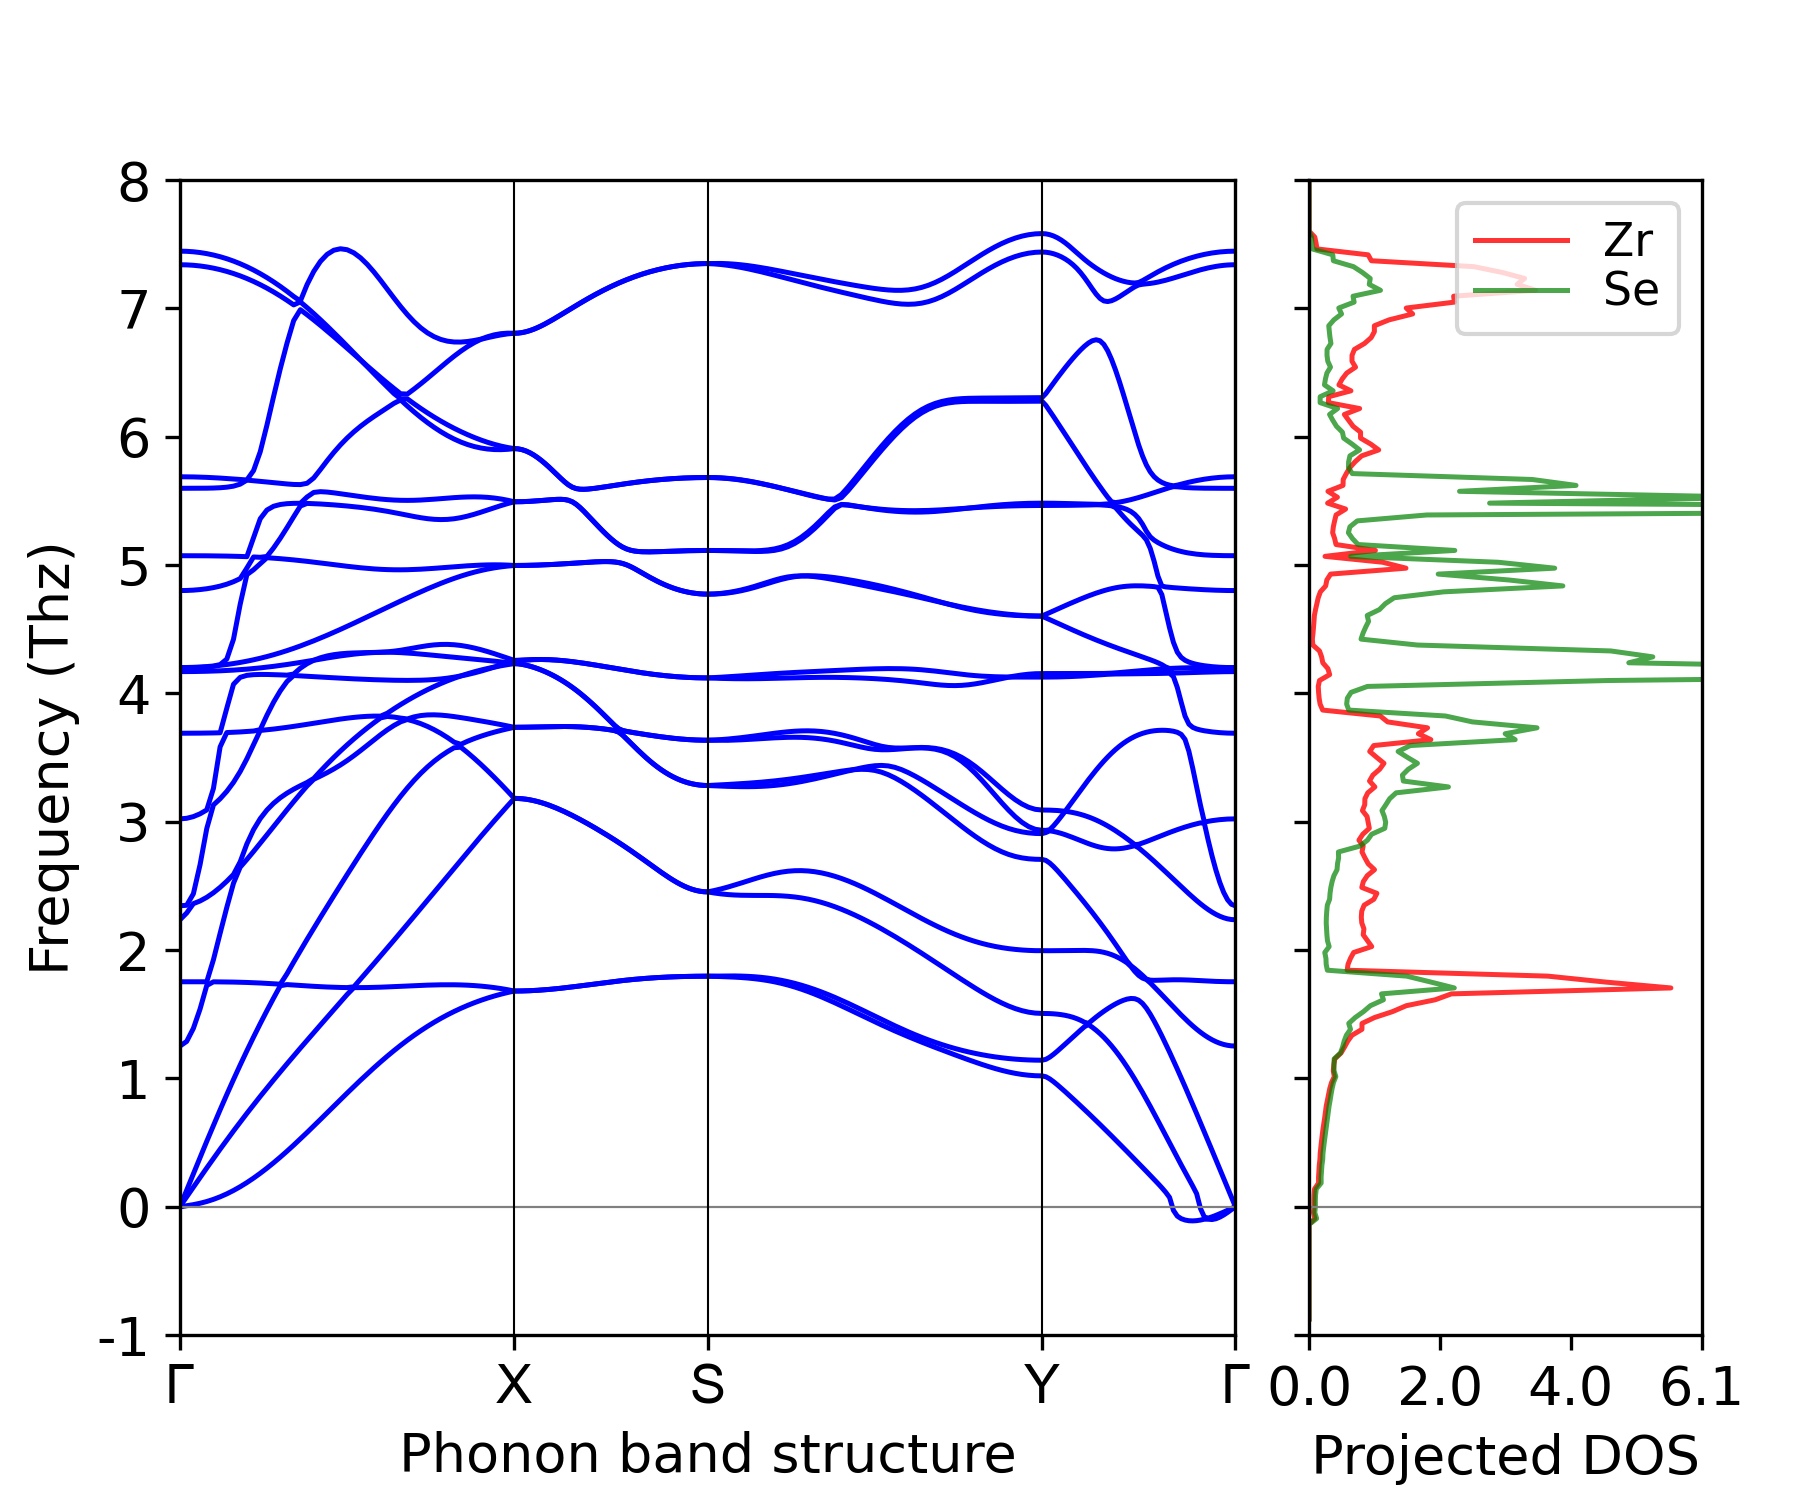 8
7
6
5
4
3
2
1
0
-1
Frequency (Thz)
Γ X S Y Γ
Phonon band structure
Zr
Se
0.0 2.0 4.0 6.1
Projected DOS